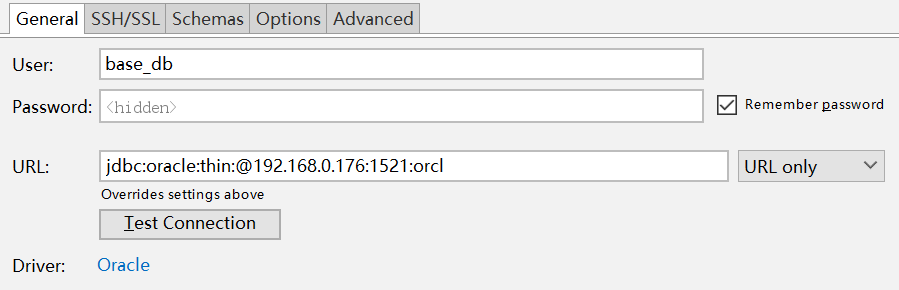 General SSH/SSL Schemas Options Advanced
User: base_db
Password: <hidden> Remember password
URL: jdbc:oracle:thin:@192.168.0.176:1521:orcl URL only
Overrides settings above
Test Connection
Driver: Oracle